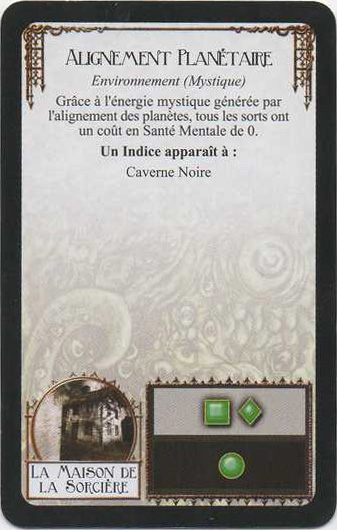 Alignement Planétaire
Environnement (Mystique)
Grâce à l'énergie mystique générée par
l'alignement des planètes, tous les sorts ont
un coût en Santé Mentale de 0.
Un Indice apparaît à :
Caverne Noire
La Maison de
la Sorcière